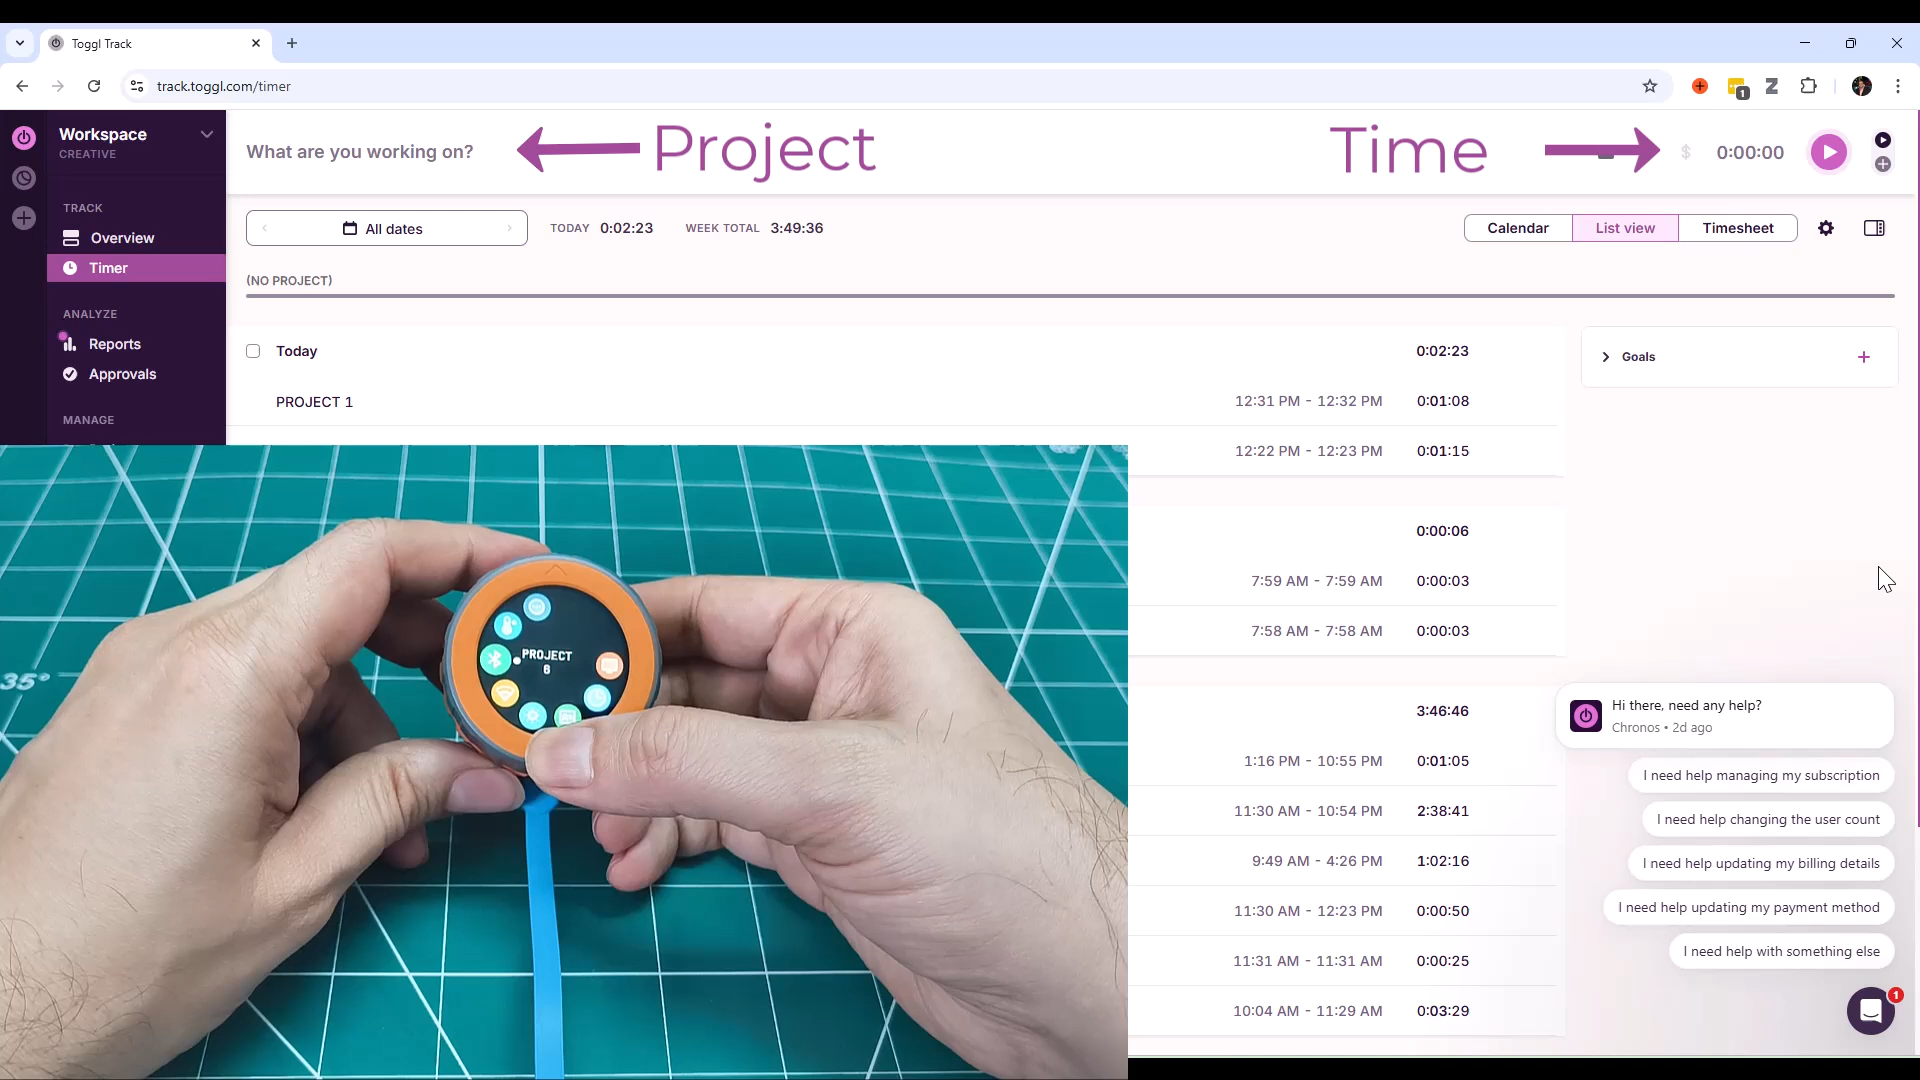 Toggl Track
track.toggl.com/timer
1
Workspace
CREATIVE
What are you working on?
Project
Time
$
0:00:00
TRACK
Overview
Timer
ANALYZE
Reports
Approvals
MANAGE
All dates
TODAY 0:02:23
WEEK TOTAL 3:49:36
Calendar
List view
Timesheet
(NO PROJECT)
Today
0:02:23
PROJECT 1
12:31 PM - 12:32 PM 0:01:08
12:22 PM - 12:23 PM 0:01:15
0:00:06
7:59 AM - 7:59 AM 0:00:03
7:58 AM - 7:58 AM 0:00:03
3:46:46
1:16 PM - 10:55 PM 0:01:05
11:30 AM - 10:54 PM 2:38:41
9:49 AM - 4:26 PM 1:02:16
11:30 AM - 12:23 PM 0:00:50
11:31 AM - 11:31 AM 0:00:25
10:04 AM - 11:29 AM 0:03:29
Goals
Hi there, need any help?
Chronos • 2d ago
I need help managing my subscription
I need help changing the user count
I need help updating my billing details
I need help updating my payment method
I need help with something else
1
35°
PROJECT
6